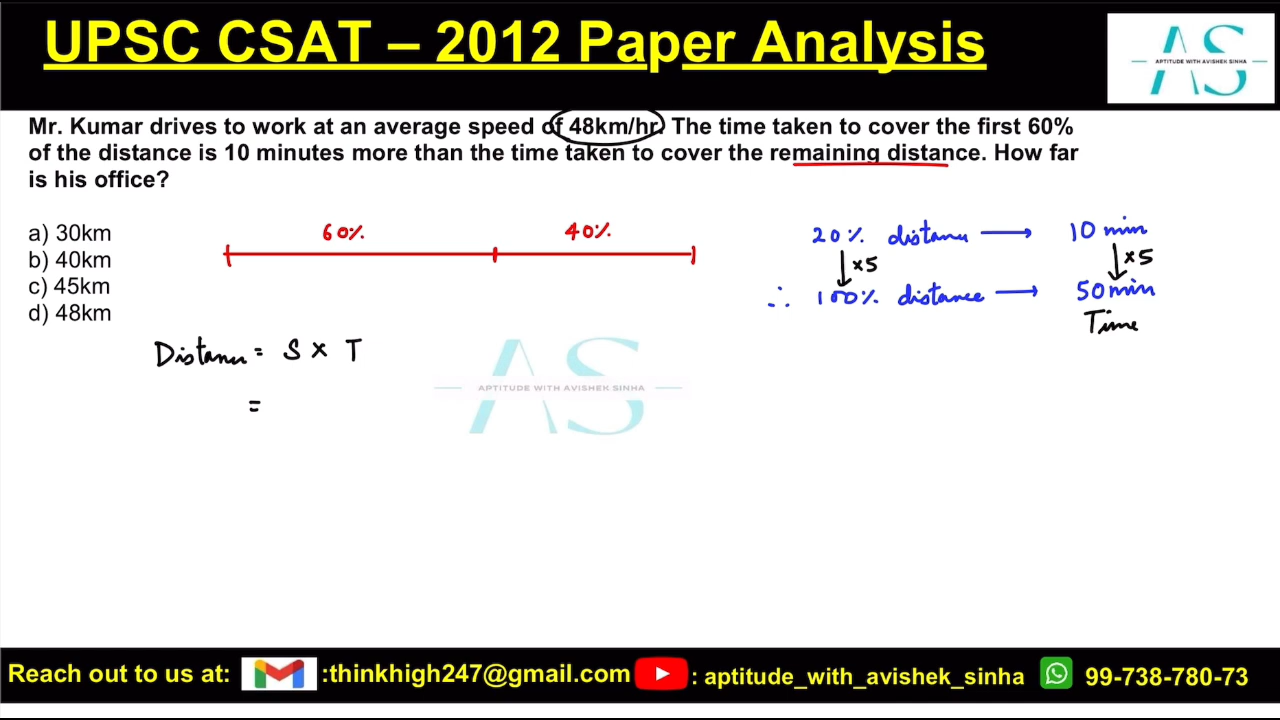 UPSC CSAT – 2012 Paper Analysis
AS
APTITUDE WITH AVISHEK SINHA
Mr. Kumar drives to work at an average speed of 48km/hr. The time taken to cover the first 60%
of the distance is 10 minutes more than the time taken to cover the remaining distance. How far
is his office?
a) 30km
b) 40km
c) 45km
d) 48km
60% 40%
20% distance → 10 min
↓×5 ↓×5
∴ 100% distance → 50min
Time
Distance = S × T
=
AS
APTITUDE WITH AVISHEK SINHA
Reach out to us at: :thinkhigh247@gmail.com : aptitude_with_avishek_sinha 99-738-780-73